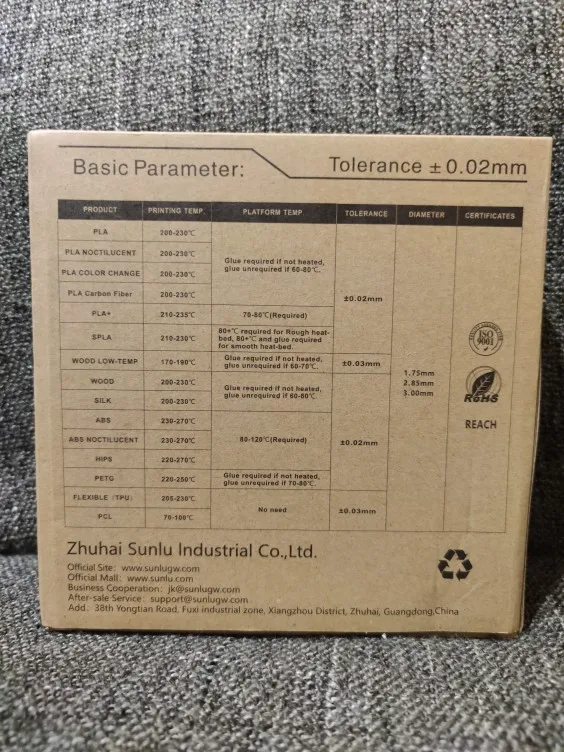 Basic Parameter:
Tolerance ±0.02mm
PRODUCT PRINTING TEMP PLATFORM TEMP TOLERANCE DIAMETER CERTIFICATES
PLA 200-230℃
PLA NOCTILUCENT 200-230℃
PLA COLOR CHANGE 200-230℃
PLA Carbon Fiber 200-230℃
Glue required if not heated,
glue unrequired if 60-80℃.
PLA+ 210-235℃ 70-80℃(Required)
±0.02mm
SPLA 210-230℃
80+℃ required for Rough heat-
bed, 80+℃ and glue required
for smooth heat-bed.
WOOD LOW-TEMP 170-190℃
Glue required if not heated,
glue unrequired if 60-70℃.
±0.03mm
WOOD 200-230℃
SILK 200-230℃
Glue required if not heated,
glue unrequired if 60-80℃.
ABS 230-270℃
ABS NOCTILUCENT 230-270℃
HIPS 220-270℃
80-120℃(Required)
±0.02mm
PETG 220-250℃
Glue required if not heated,
glue unrequired if 70-80℃.
FLEXIBLE (TPU) 205-230℃
PCL 70-100℃
No need
±0.03mm
1.75mm
2.85mm
3.00mm
ISO
9001
RoHS
REACH
Zhuhai Sunlu Industrial Co.,Ltd.
Official Site: www.sunlugw.com
Official Mall: www.sunlu.com
Business Cooperation: jk@sunlugw.com
After-sale Service: support@sunlugw.com
Add. 38th Yongtian Road, Fuxi industrial zone, Xiangzhou District, Zhuhai, Guangdong,China